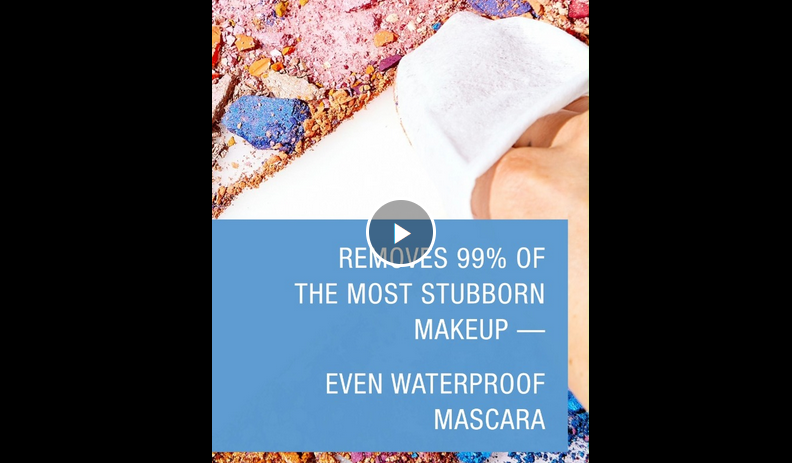 REMOVES 99% OF
THE MOST STUBBORN
MAKEUP —
EVEN WATERPROOF
MASCARA